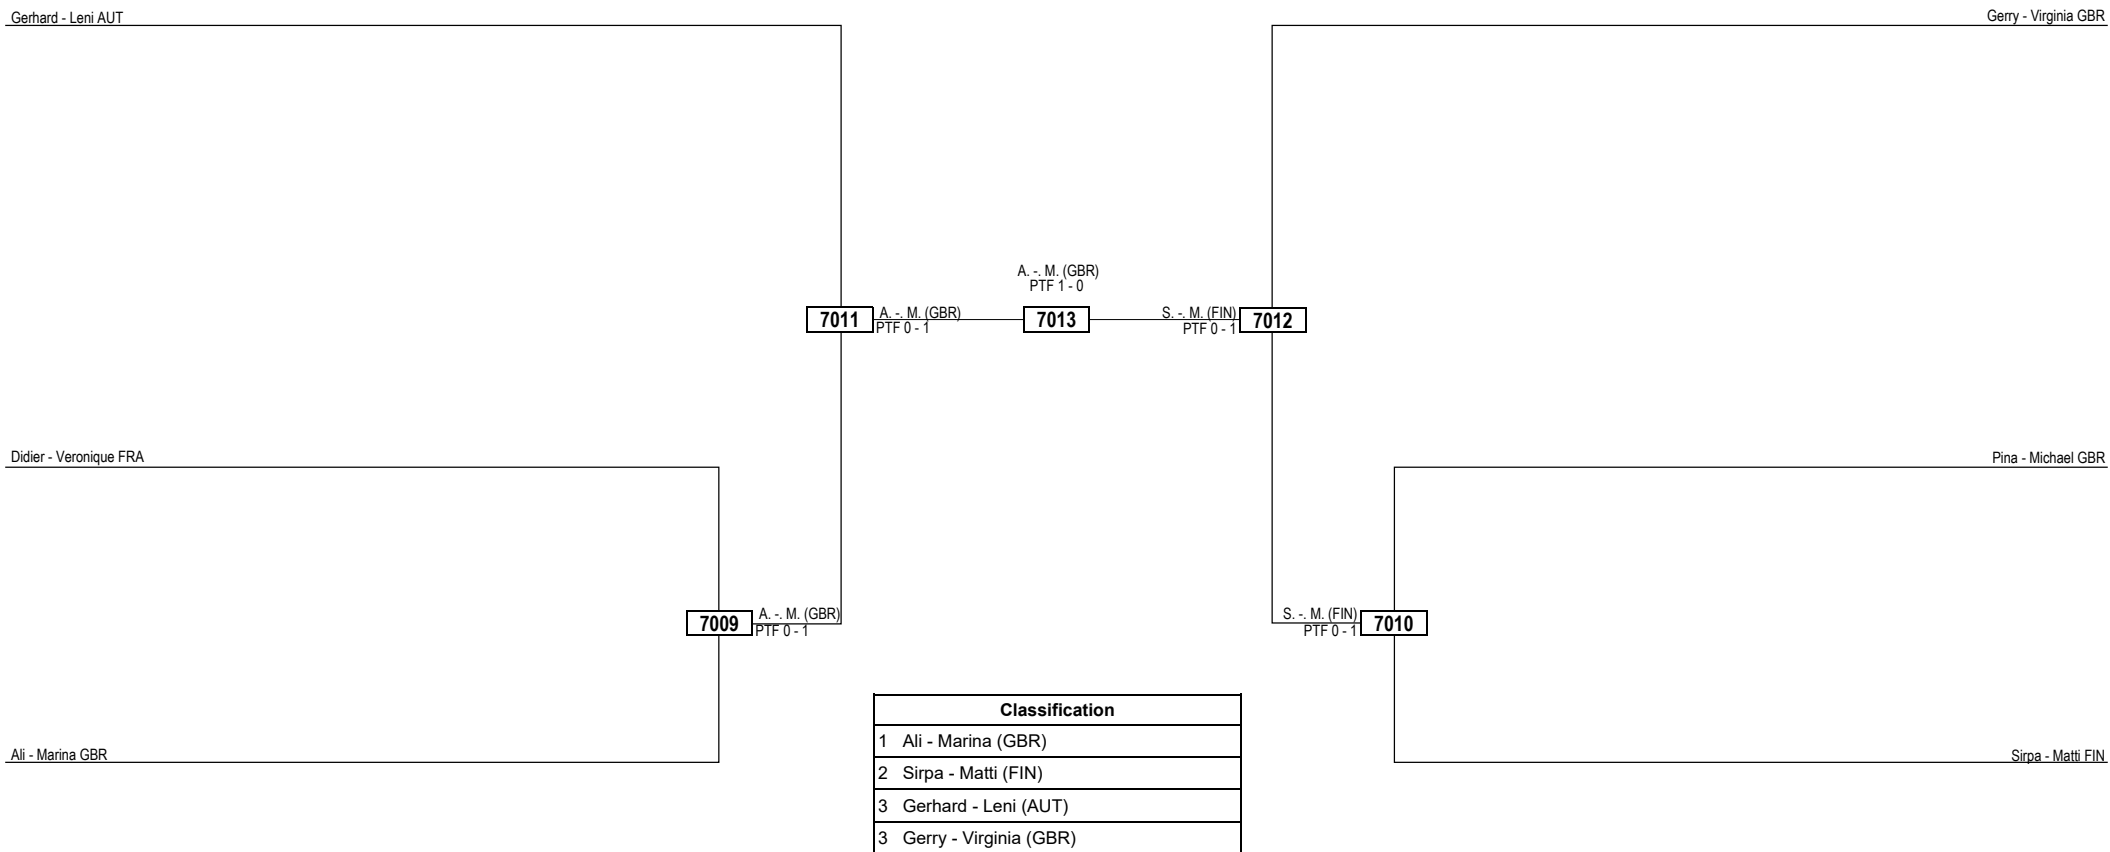 Gerhard - Leni AUT
Gerry - Virginia GBR
A. -. M. (GBR)
PTF 1 - 0
7011
A. -. M. (GBR)
PTF 0 - 1
7013
S. -. M. (FIN)
PTF 0 - 1
7012
Didier - Veronique FRA
Pina - Michael GBR
7009
A. -. M. (GBR)
PTF 0 - 1
S. -. M. (FIN)
PTF 0 - 1
7010
Ali - Marina GBR
Sirpa - Matti FIN
Classification
1 Ali - Marina (GBR)
2 Sirpa - Matti (FIN)
3 Gerhard - Leni (AUT)
3 Gerry - Virginia (GBR)